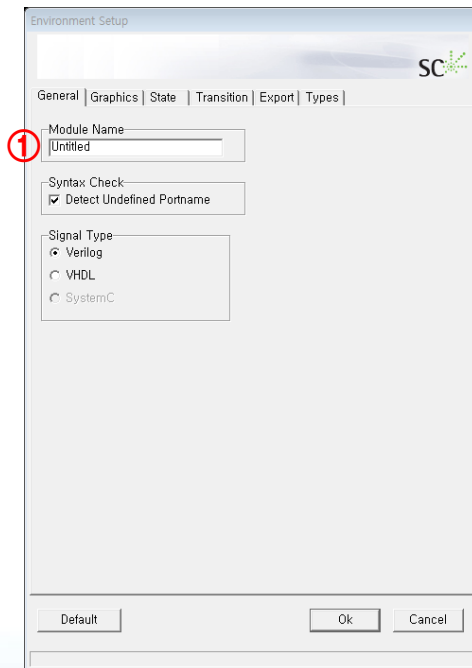 Environment Setup
SC
General Graphics State Transition Export Types
Module Name
① Untitled
Syntax Check
Detect Undefined Portname
Signal Type
Verilog
VHDL
SystemC
Default Ok Cancel